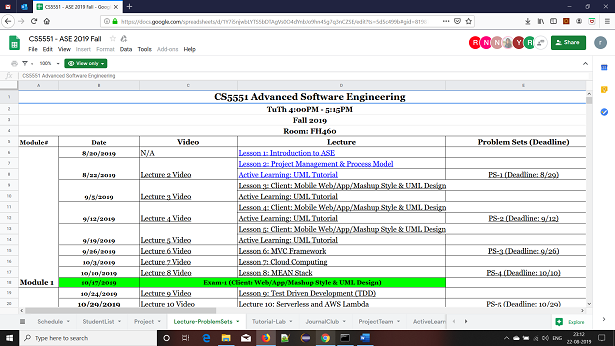 CS5551 - ASE 2019 Fall - Goog
https://docs.google.com/spreadsheets/d/
CS5551 - ASE 2019 Fall
File Edit View Insert Format Data Tools Add-ons Help
Share
100% View only
CS5551 Advanced Software Engineering
A B C D E
1 CS5551 Advanced Software Engineering
2 TuTh 4:00PM - 5:15PM
3 Fall 2019
4 Room: FH460
5 Module# Date Video Lecture Problem Sets (Deadline)
6 8/20/2019 N/A Lesson 1: Introduction to ASE
7 Lesson 2: Project Management & Process Model
8 8/22/2019 Lecture 2 Video Active Learning: UML Tutorial PS-1 (Deadline: 8/29)
9 Lesson 3: Client: Mobile Web/App/Mashup Style & UML Design
10 9/5/2019 Lecture 3 Video Active Learning: UML Tutorial
11 Lesson 4: Client: Mobile Web/App/Mashup Style & UML Design
12 9/12/2019 Lecture 4 Video Active Learning: UML Tutorial PS-2 (Deadline: 9/12)
13 Lesson 5: Client: Mobile Web/App/Mashup Style & UML Design
14 9/19/2019 Lecture 5 Video Active Learning: UML Tutorial
15 9/26/2019 Lecture 6 Video Lesson 6: MVC Framework PS-3 (Deadline: 9/26)
16 10/3/2019 Lecture 7 Video Lesson 7: Cloud Computing
17 10/10/2019 Lecture 8 Video Lesson 8: MEAN Stack PS-4 (Deadline: 10/10)
18 Module 1 10/17/2019 Exam-1 (Client: Web/App/Mashup Style & UML Design)
19 10/24/2019 Lecture 9 Video Lesson 9: Test Driven Development (TDD)
20 10/29/2019 Lecture 10 Video Lecture 10: Serverless and AWS Lambda PS-5 (Deadline: 10/29)
Schedule StudentList Project Lecture-ProblemSets Tutorial-Lab JournalClub ProjectTeam ActiveLearn Explore
Type here to search
ENG 23:12
22-08-2019